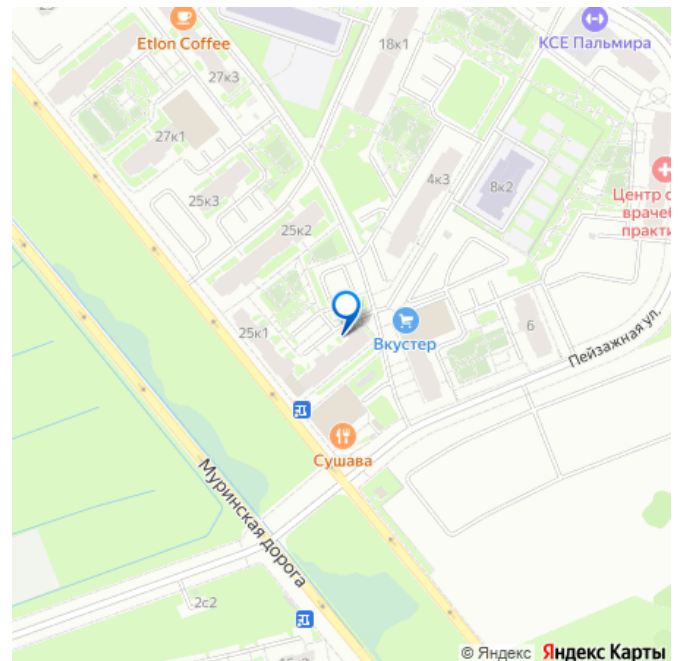 Etlon Coffee
18к1
КСЕ Пальмира
27к3
27к1
4к3
8к2
25к3
25к2
Центр о
врачеб
практи
25к1
Вкустер
6
Пейзажная ул.
Сушава
Муринская дорога
2с2
© Яндекс Яндекс Карты